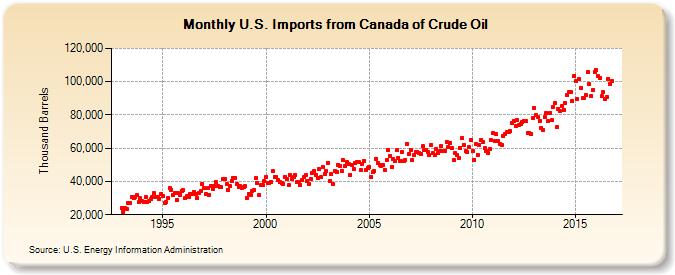 Monthly U.S. Imports from Canada of Crude Oil
Thousand Barrels
120,000
100,000
80,000
60,000
40,000
20,000
1995 2000 2005 2010 2015
Source: U.S. Energy Information Administration